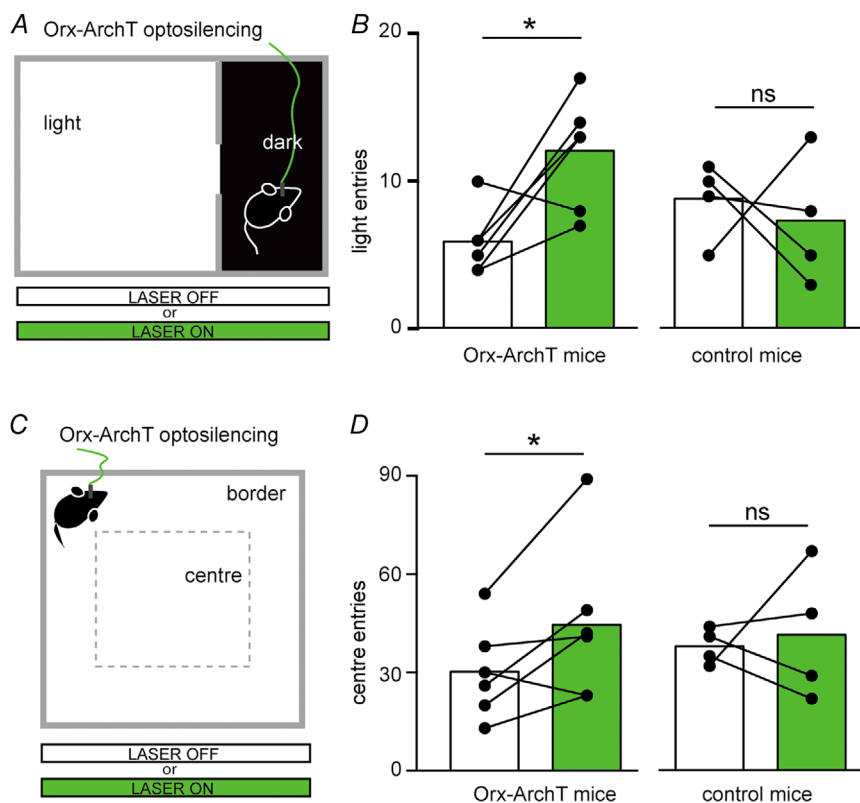 A
Orx-ArchT optosilencing
light
dark
LASER OFF
or
LASER ON
B
20
10
0
light entries
*
ns
Orx-ArchT mice
control mice
C
Orx-ArchT optosilencing
border
centre
LASER OFF
or
LASER ON
D
90
60
30
0
centre entries
*
ns
Orx-ArchT mice
control mice